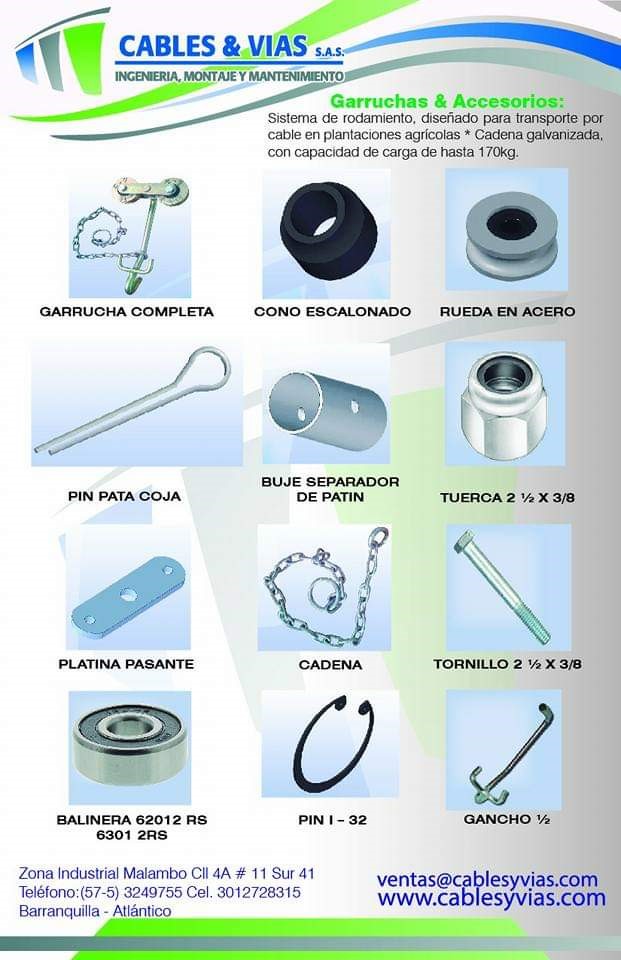 CABLES & VIAS S.A.S.
INGENIERIA, MONTAJE Y MANTENIMIENTO
Garruchas & Accesorios:
Sistema de rodamiento, diseñado para transporte por
cable en plantaciones agrícolas * Cadena galvanizada,
con capacidad de carga de hasta 170kg.
GARRUCHA COMPLETA
CONO ESCALONADO
RUEDA EN ACERO
PIN PATA COJA
BUJE SEPARADOR
DE PATIN
TUERCA 2 ½ X 3/8
PLATINA PASANTE
CADENA
TORNILLO 2 ½ X 3/8
BALINERA 62012 RS
6301 2RS
PIN I – 32
GANCHO ½
Zona Industrial Malambo Cll 4A # 11 Sur 41
Teléfono:(57-5) 3249755 Cel. 3012728315
Barranquilla - Atlántico
ventas@cablesyvias.com
www.cablesyvias.com